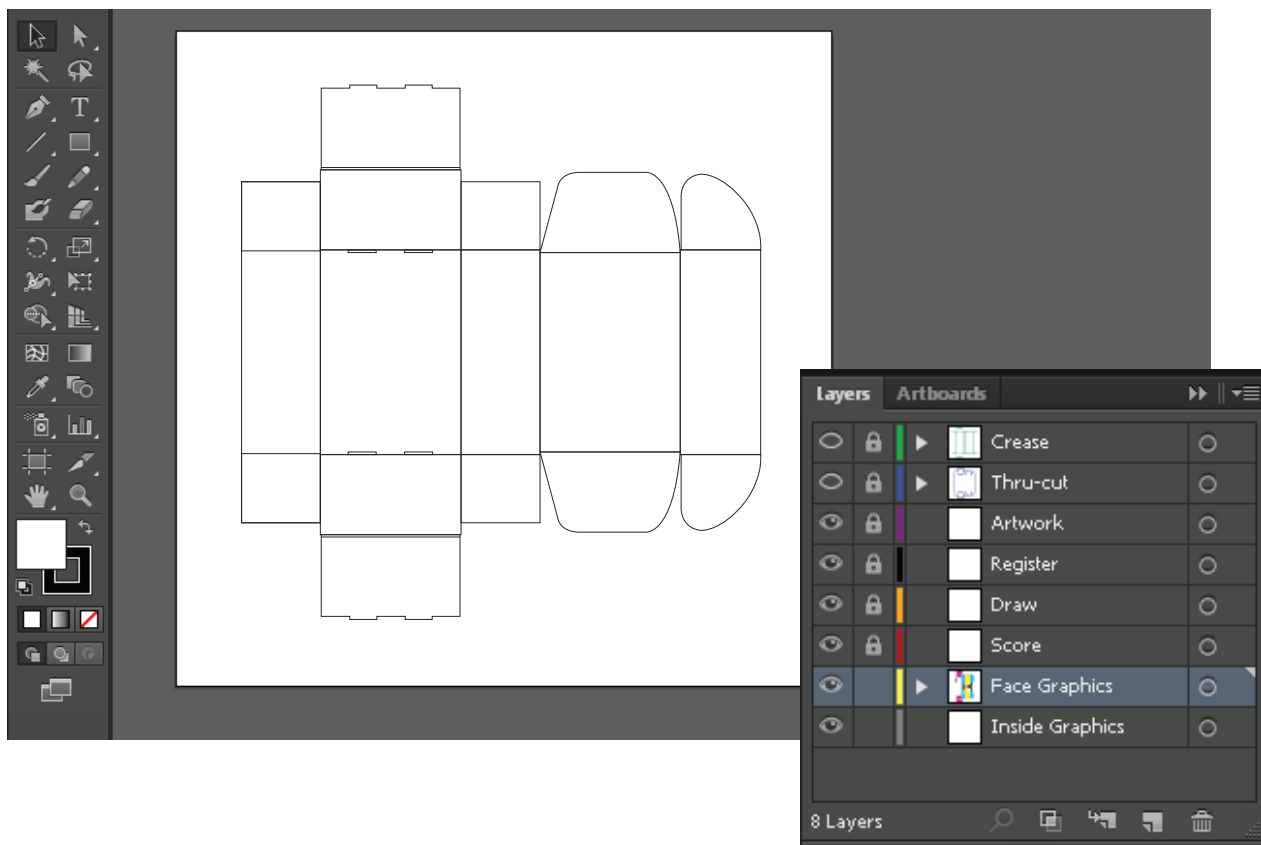 Layers Artboards
Crease
Thru-cut
Artwork
Register
Draw
Score
Face Graphics
Inside Graphics
8 Layers